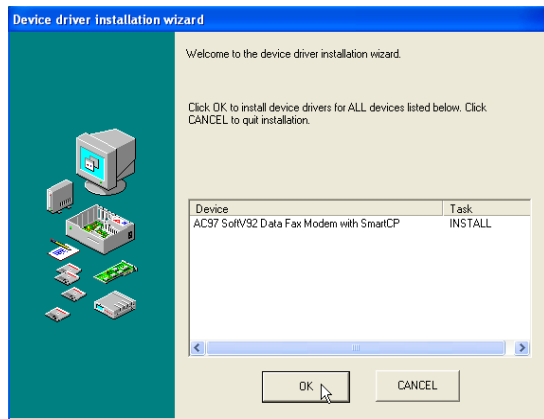 Device driver installation wizard
Welcome to the device driver installation wizard.
Click OK to install device drivers for ALL devices listed below. Click
CANCEL to quit installation.
Device Task
AC97 SoftV92 Data Fax Modem with SmartCP INSTALL
OK CANCEL